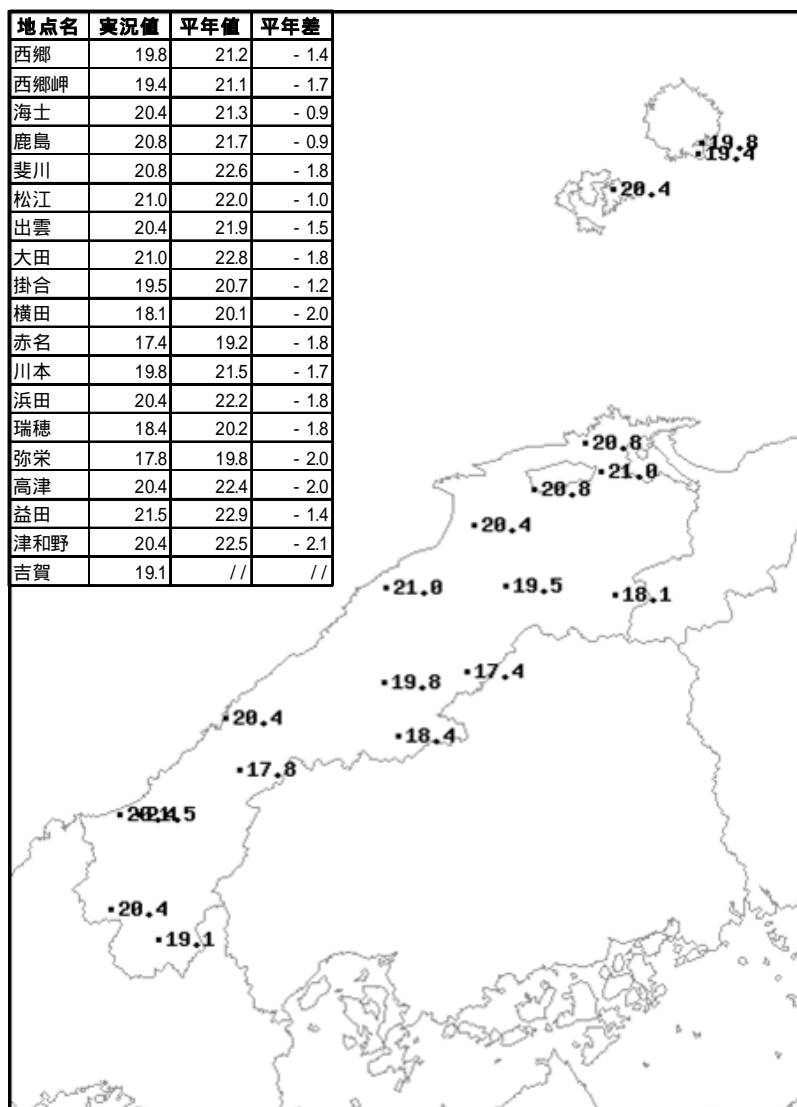 地点名 実況値 平年値 平年差
西郷 19.8 21.2 - 1.4
西郷岬 19.4 21.1 - 1.7
海士 20.4 21.3 - 0.9
鹿島 20.8 21.7 - 0.9
斐川 20.8 22.6 - 1.8
松江 21.0 22.0 - 1.0
出雲 20.4 21.9 - 1.5
大田 21.0 22.8 - 1.8
掛合 19.5 20.7 - 1.2
横田 18.1 20.1 - 2.0
赤名 17.4 19.2 - 1.8
川本 19.8 21.5 - 1.7
浜田 20.4 22.2 - 1.8
瑞穂 18.4 20.2 - 1.8
弥栄 17.8 19.8 - 2.0
高津 20.4 22.4 - 2.0
益田 21.5 22.9 - 1.4
津和野 20.4 22.5 - 2.1
吉賀 19.1 // //
19.8
19.4
20.4
20.8
21.0
20.8
20.4
21.0
19.5
18.1
17.4
19.8
20.4
18.4
17.8
20.4
21.5
20.4
19.1